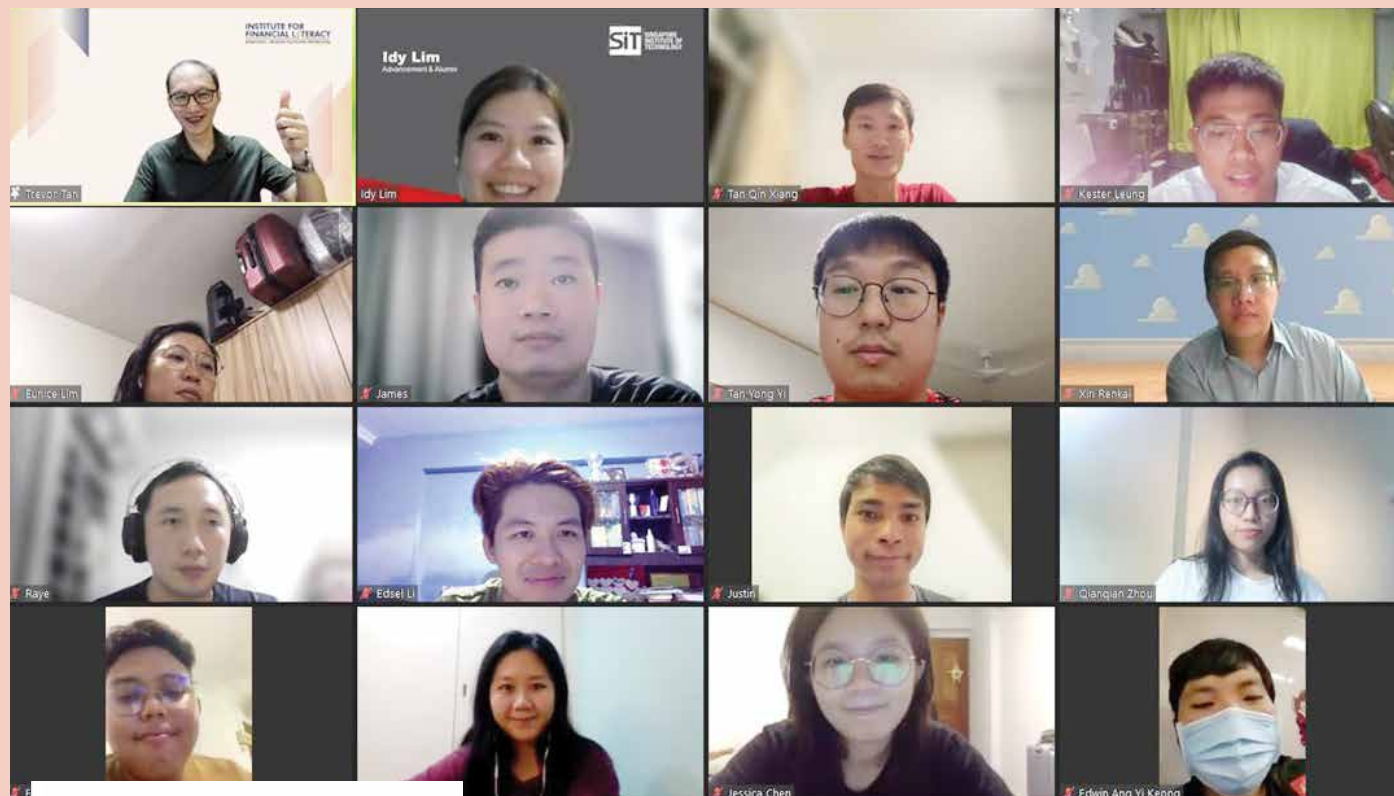 INSTITUTE FOR
FINANCIAL LITERACY
Trevor Tan
Idy Lim
Advancement & Alumni
SiT SINGAPORE
INSTITUTE OF
TECHNOLOGY
Idy Lim
Tan Qin Xiang
Kester Leung
Eunice Lim
James
Tan Yong Yi
Xin Renkai
Raye
Edsel Li
Justin
Qianqian Zhou
Jessica Chen
Edwin Ang Yi Keong